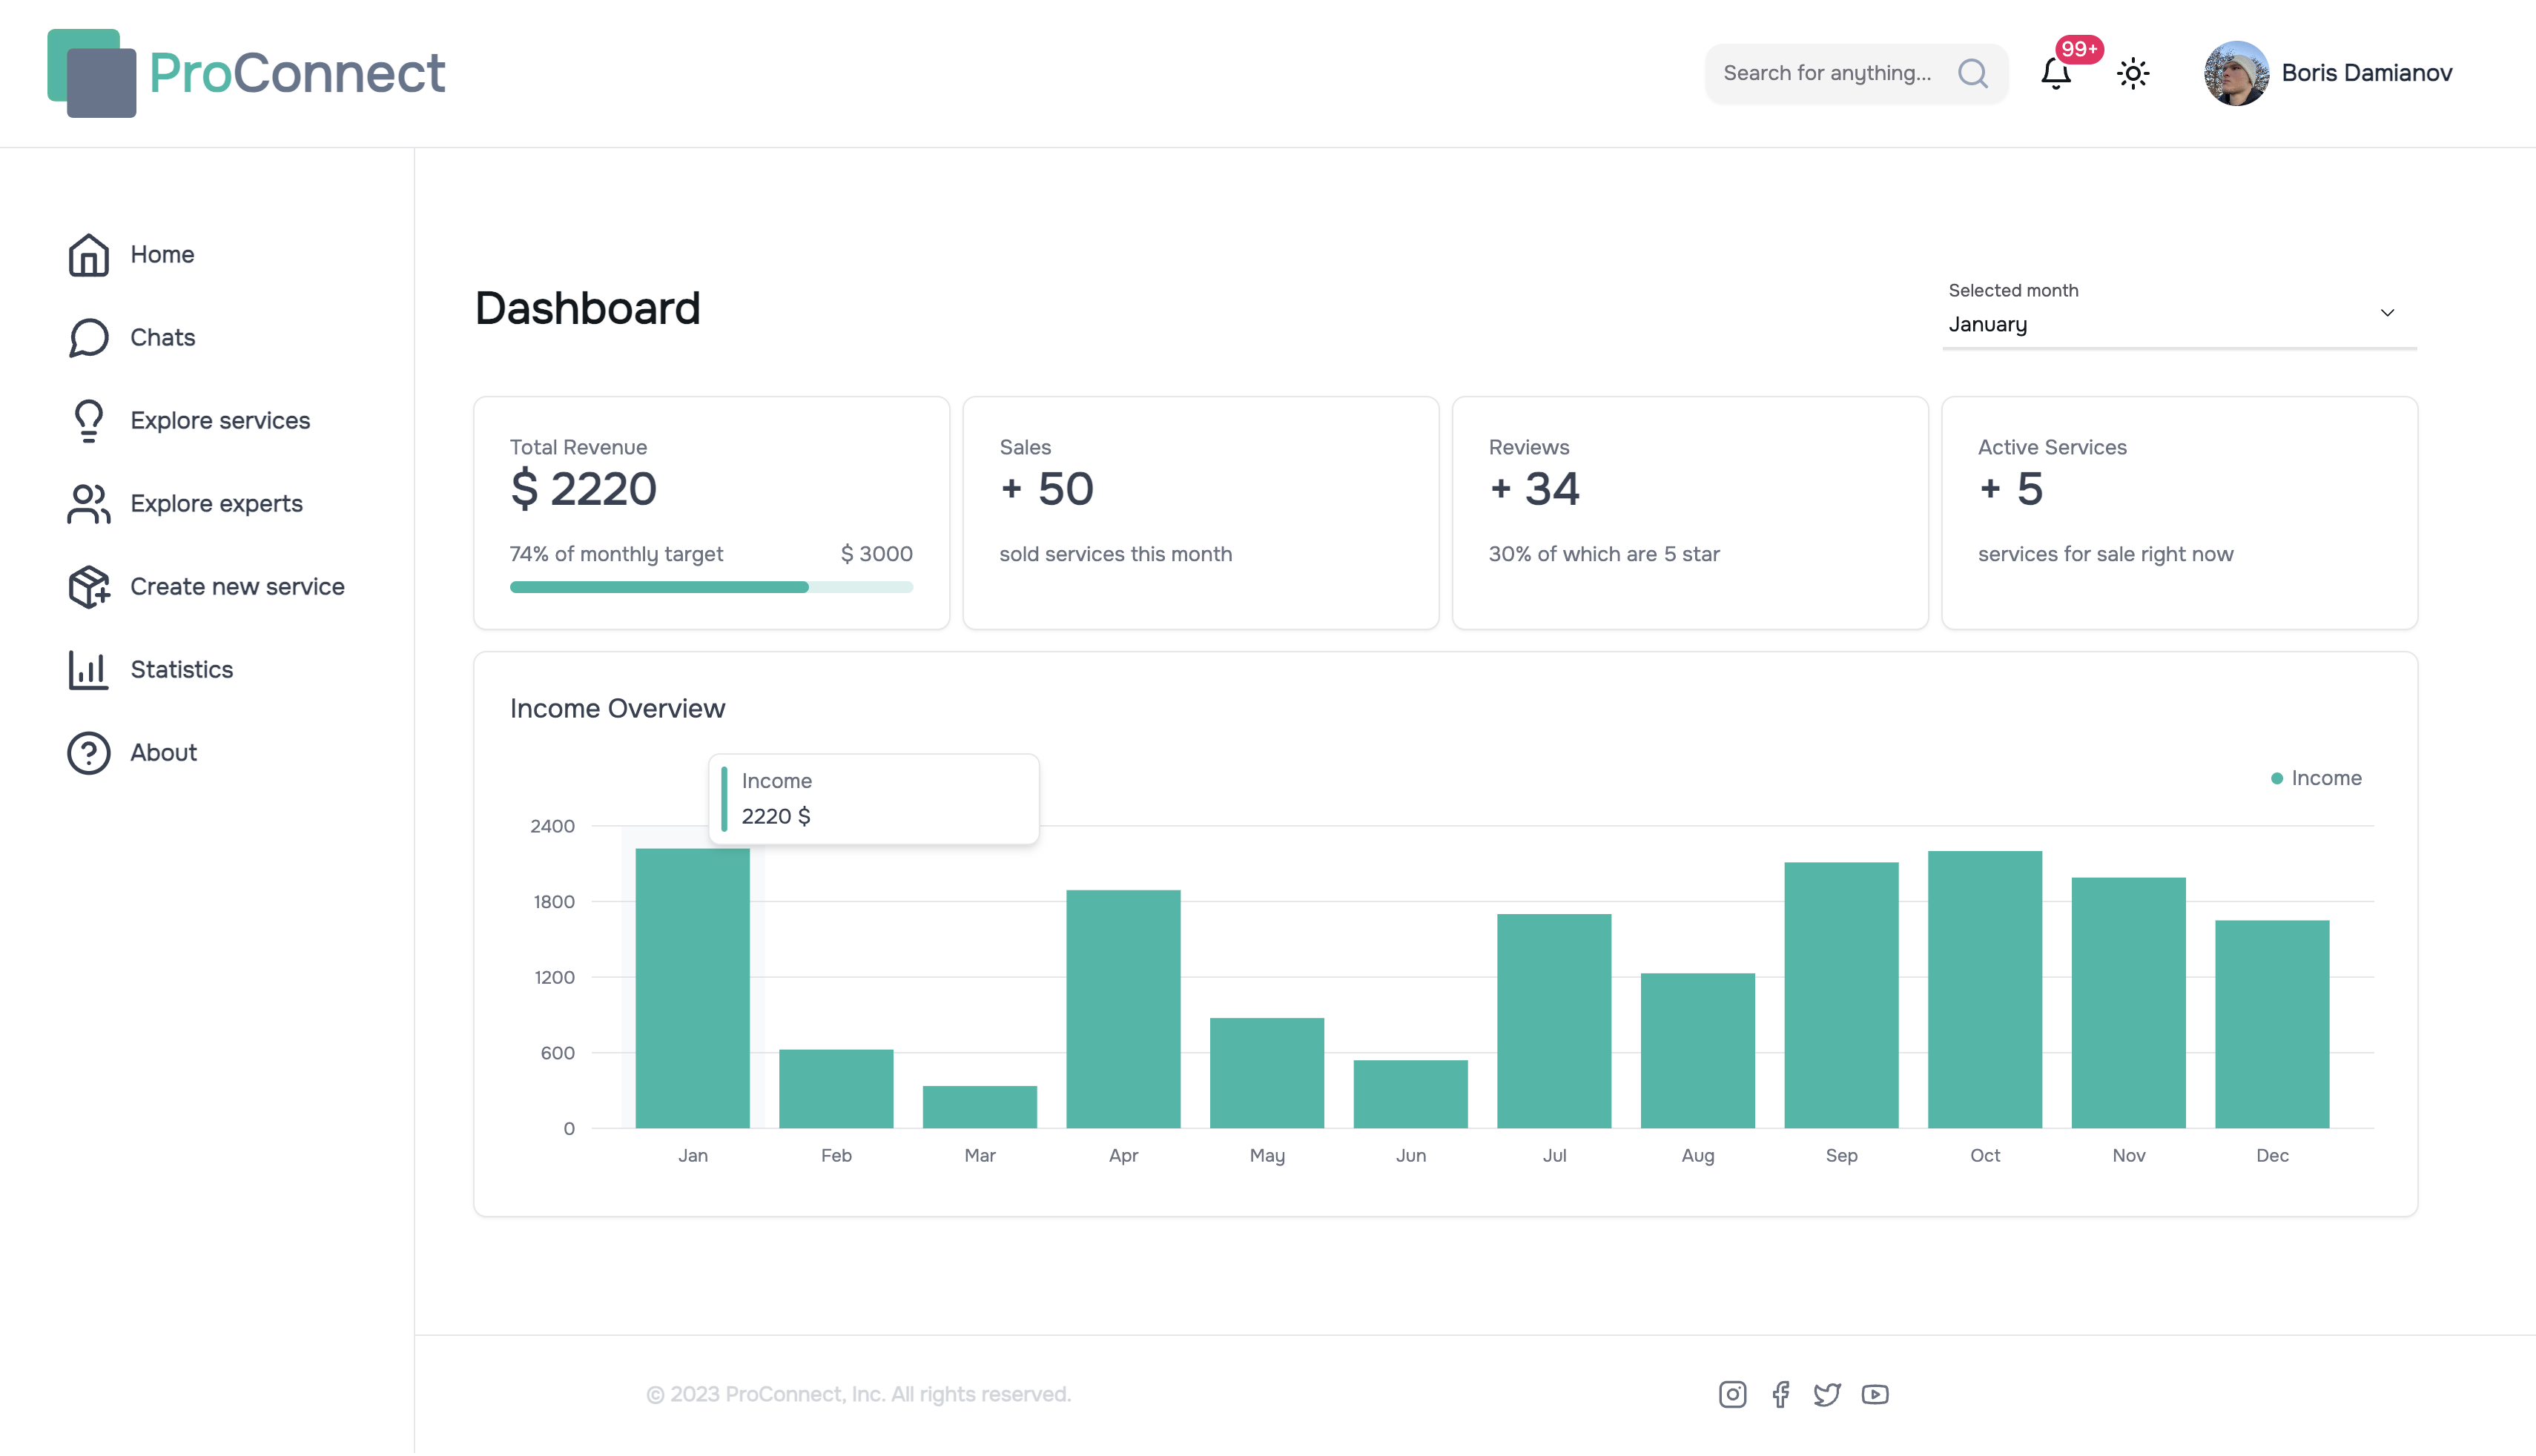 ProConnect
Search for anything...
99+
Boris Damianov
Home
Chats
Explore services
Explore experts
Create new service
Statistics
About
Dashboard
Selected month
January
Total Revenue
$ 2220
74% of monthly target $ 3000
Sales
+ 50
sold services this month
Reviews
+ 34
30% of which are 5 star
Active Services
+ 5
services for sale right now
Income Overview
Income
2220 $
Income
2400
1800
1200
600
0
Jan Feb Mar Apr May Jun Jul Aug Sep Oct Nov Dec
© 2023 ProConnect, Inc. All rights reserved.